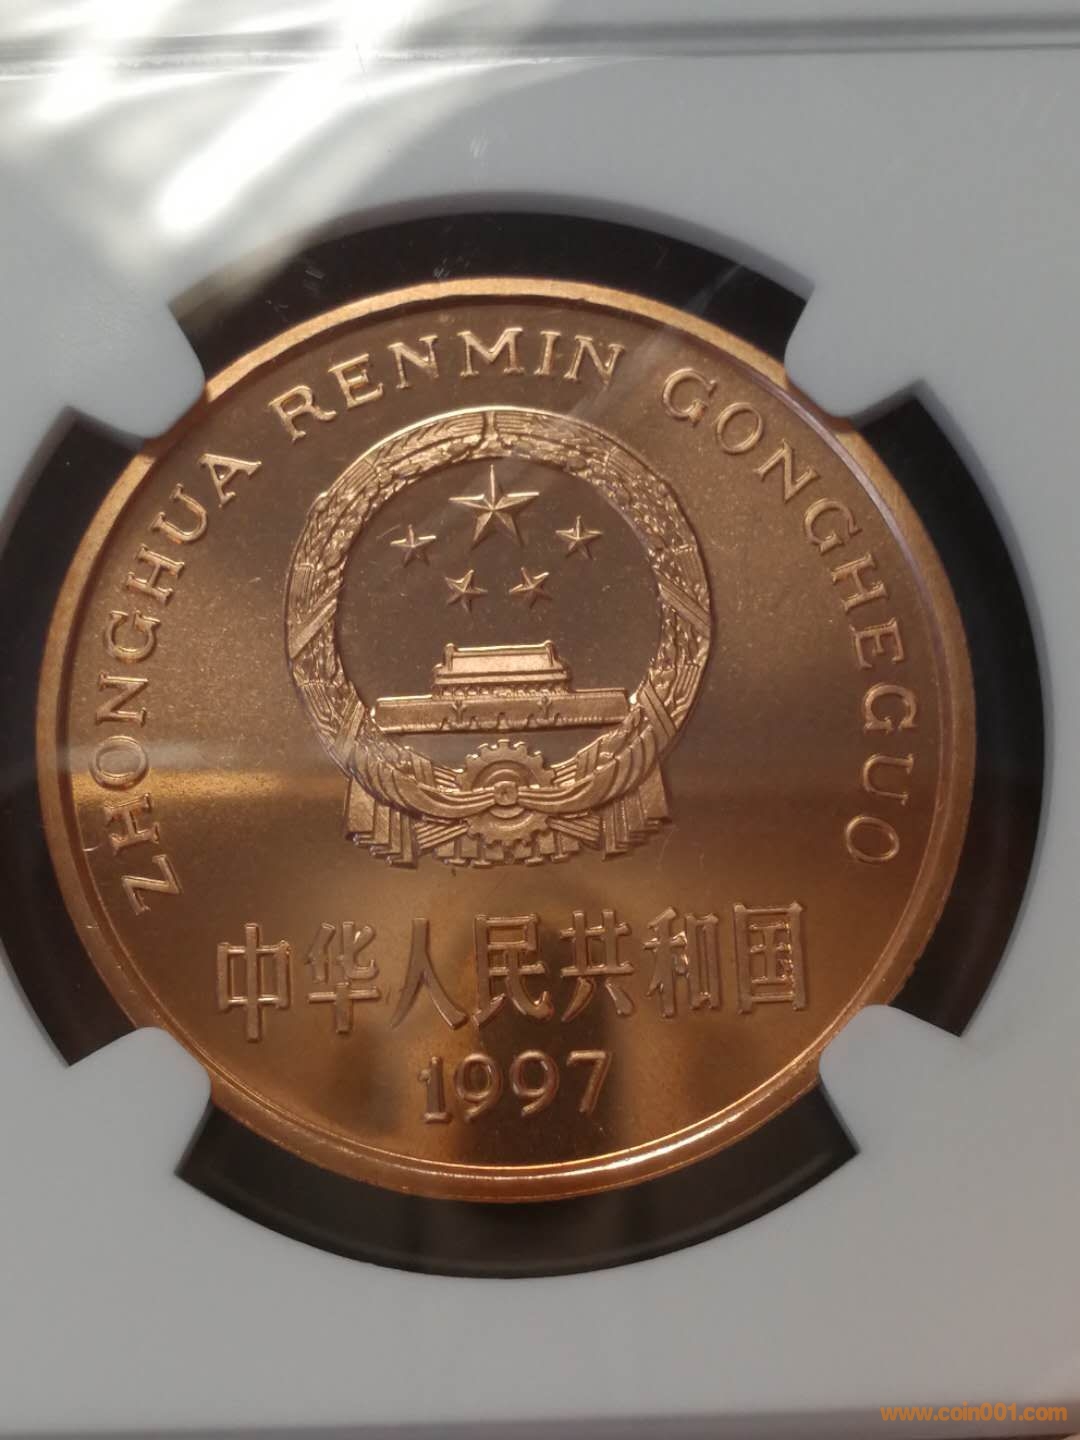 ZHONGHUA RENMIN GONGHEGUO
中华人民共和国
1997
www.coin001.com